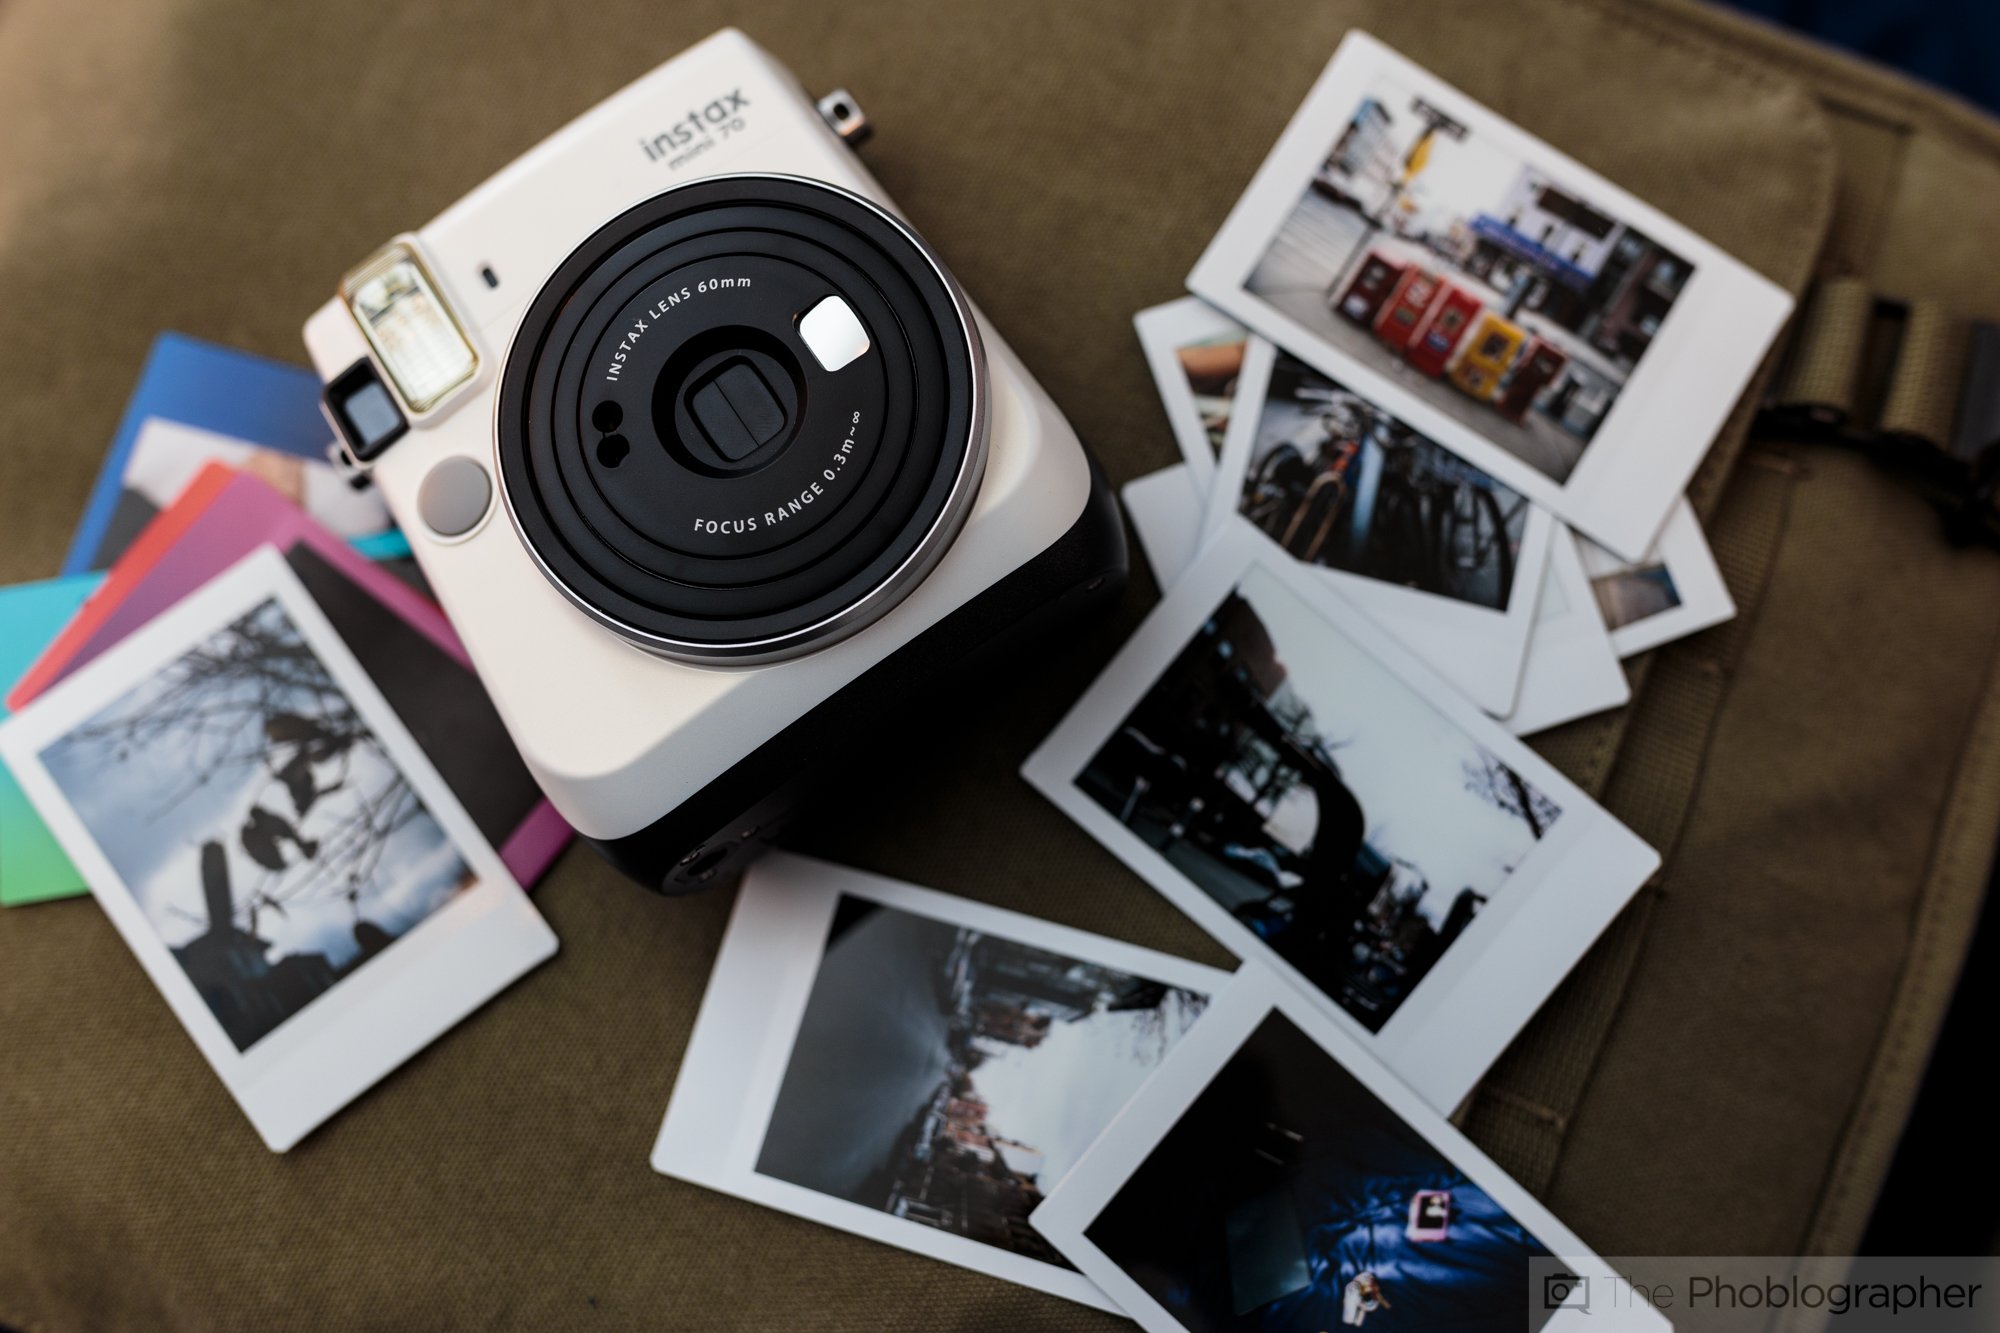 instax
mini 70
INSTAX LENS 60mm
FOCUS RANGE 0.3m~∞
The Phoblographer